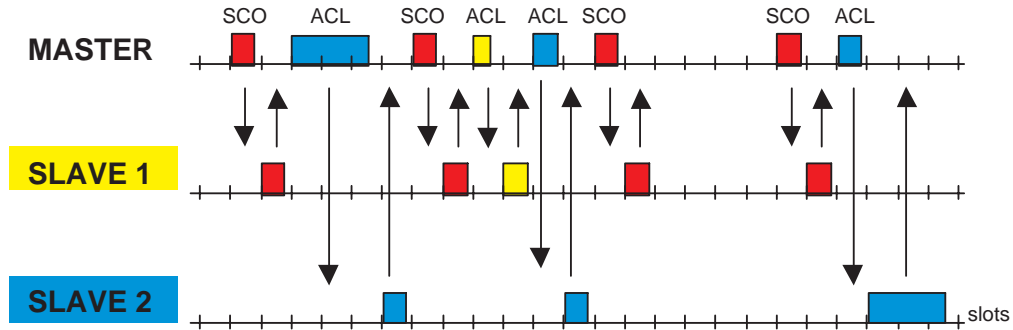 SCO ACL SCO ACL ACL SCO SCO ACL
MASTER
SLAVE 1
SLAVE 2
slots